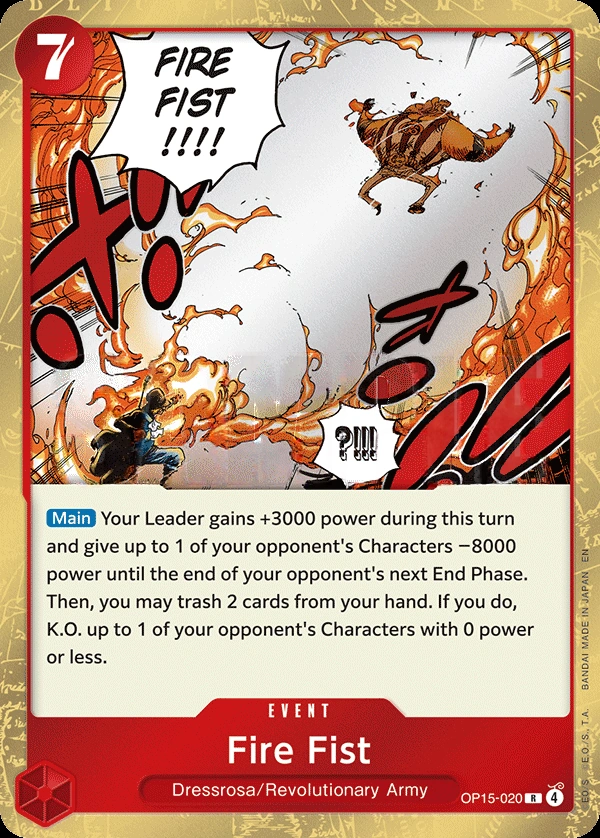 7
FIRE
FIST
!!!!
?!!!
Main Your Leader gains +3000 power during this turn
and give up to 1 of your opponent's Characters −8000
power until the end of your opponent's next End Phase.
Then, you may trash 2 cards from your hand. If you do,
K.O. up to 1 of your opponent's Characters with 0 power
or less.
EVENT
Fire Fist
Dressrosa/Revolutionary Army
OP15-020 R 4
BANDAI MADE IN JAPAN EN